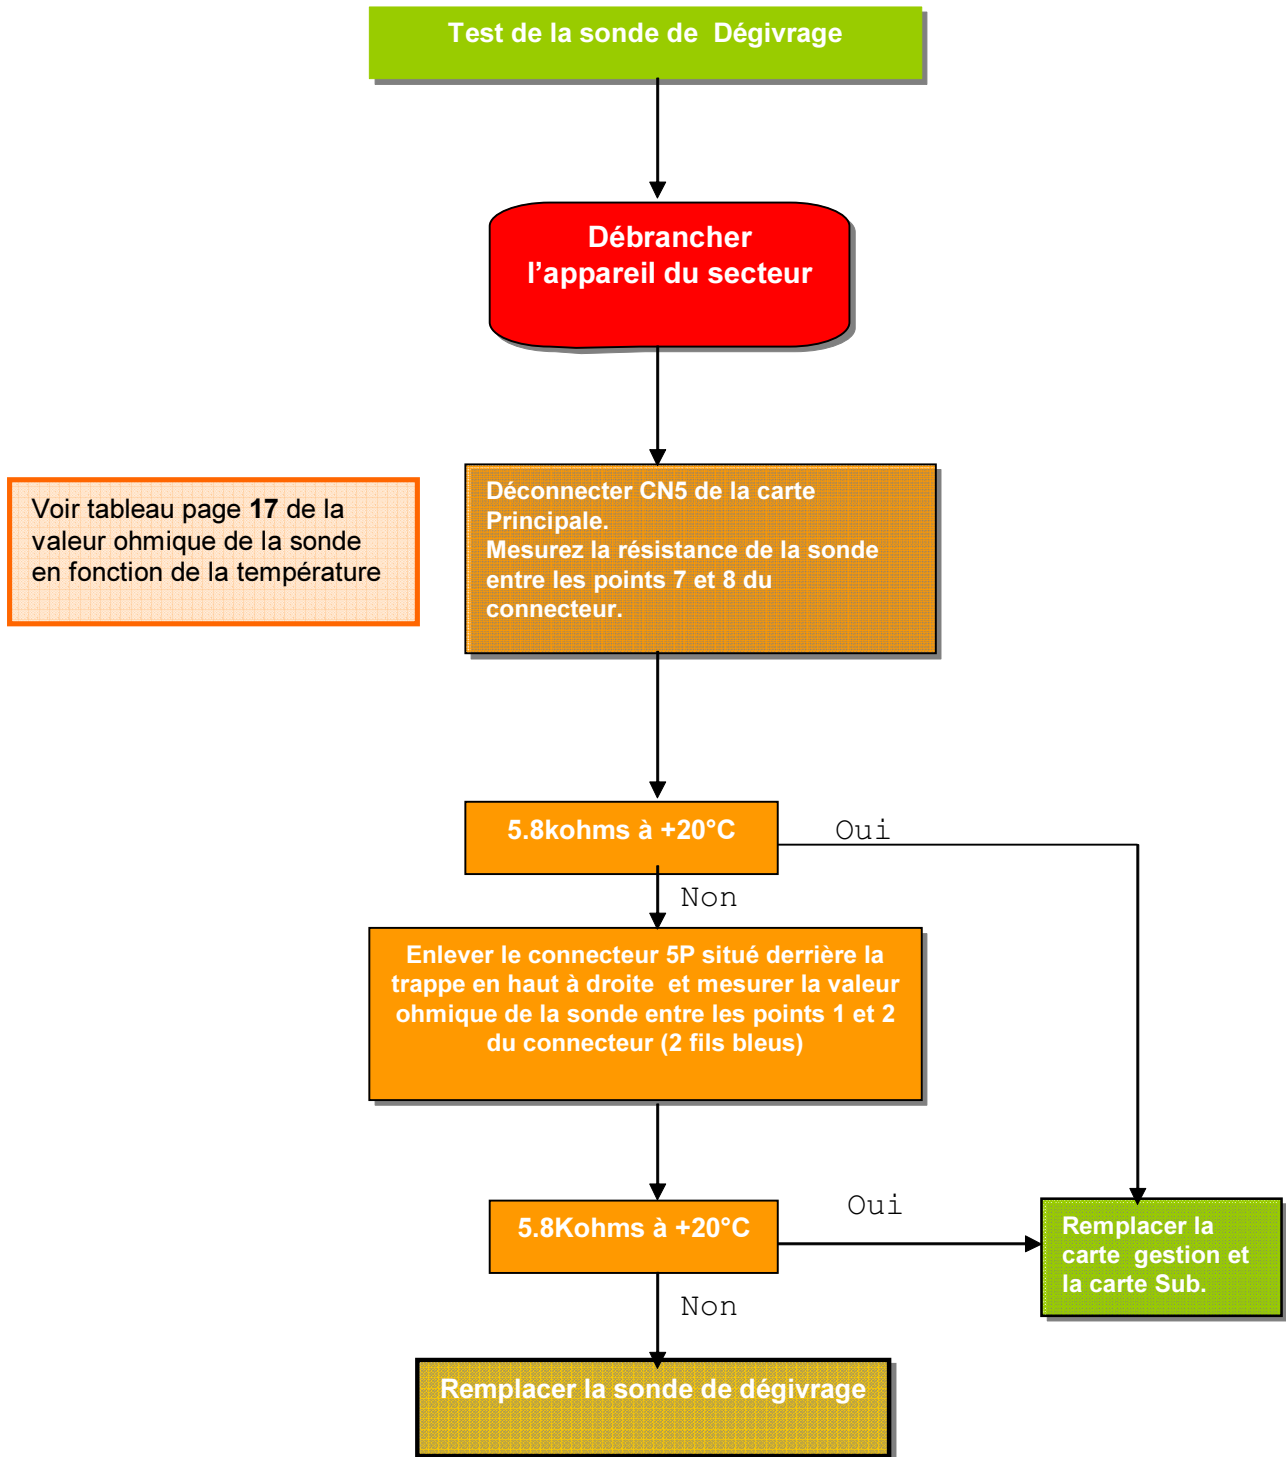 Test de la sonde de  Dégivrage
Débrancher
l’appareil du secteur
Voir tableau page 17 de la
valeur ohmique de la sonde
en fonction de la température
Déconnecter CN5 de la carte
Principale.
Mesurez la résistance de la sonde
entre les points 7 et 8 du
connecteur.
5.8kohms à +20°C
Oui
Non
Enlever le connecteur 5P situé derrière la
trappe en haut à droite  et mesurer la valeur
ohmique de la sonde entre les points 1 et 2
du connecteur (2 fils bleus)
5.8Kohms à +20°C
Oui
Remplacer la
carte  gestion et
la carte Sub.
Non
Remplacer la sonde de dégivrage